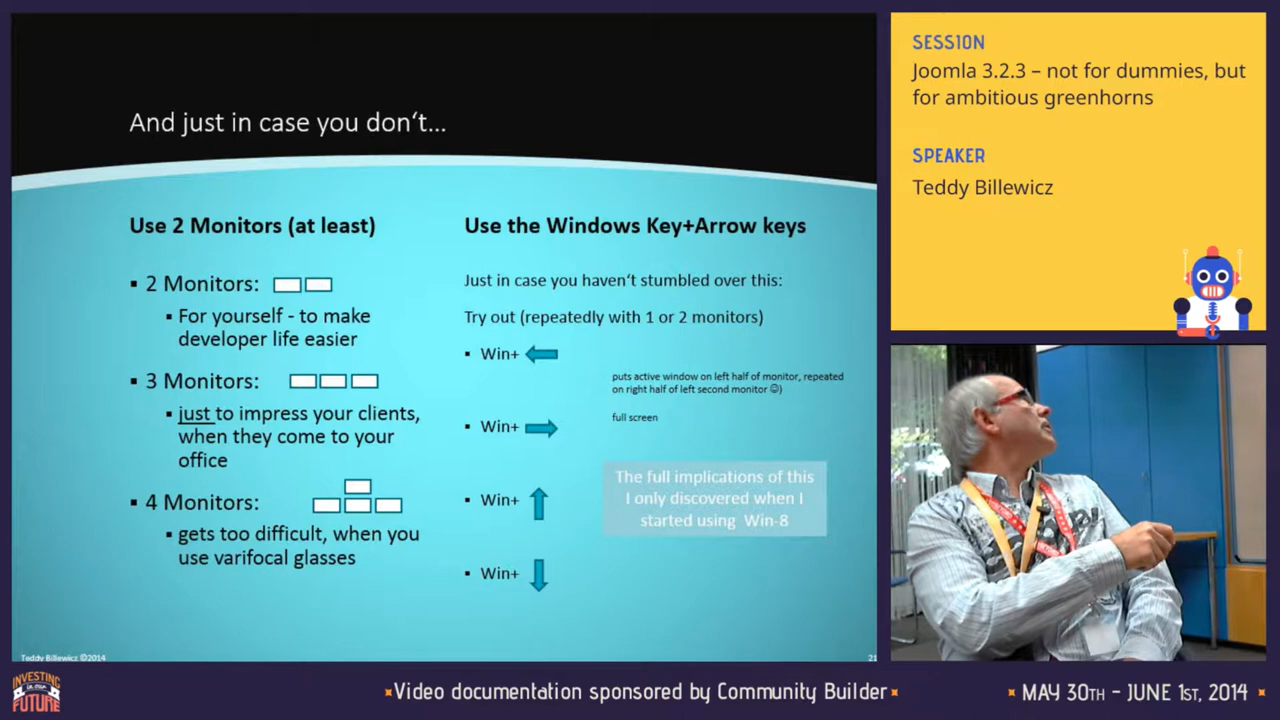 And just in case you don't...
Use 2 Monitors (at least)
▪ 2 Monitors:
▪ For yourself - to make
developer life easier
▪ 3 Monitors:
▪ just to impress your clients,
when they come to your
office
▪ 4 Monitors:
▪ gets too difficult, when you
use varifocal glasses
Use the Windows Key+Arrow keys
Just in case you haven't stumbled over this:
Try out (repeatedly with 1 or 2 monitors)
▪ Win+
puts active window on left half of monitor, repeated
on right half of left second monitor ☺)
full screen
▪ Win+
The full implications of this
I only discovered when I
started using Win-8
▪ Win+
▪ Win+
Teddy Billewicz ©2014
21
SESSION
Joomla 3.2.3 – not for dummies, but
for ambitious greenhorns
SPEAKER
Teddy Billewicz
INVESTING
IN OUR
FUTURE
Video documentation sponsored by Community Builder
MAY 30TH - JUNE 1ST, 2014